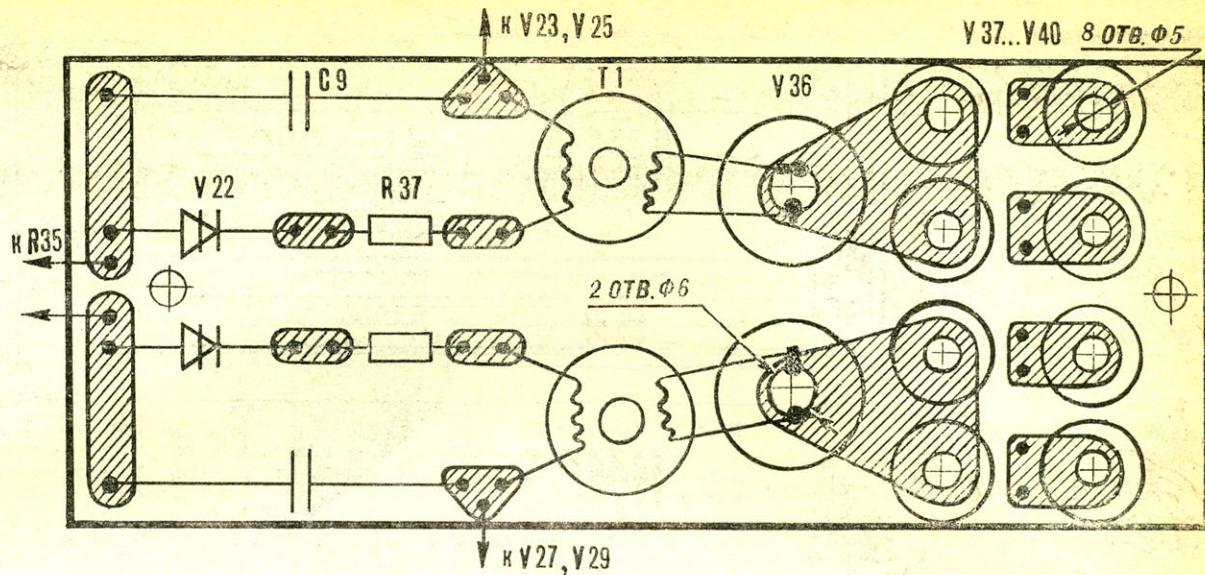 к V23, V25
V37...V40 8 ОТВ. Ф5
C9
T1
V36
V22
R37
к R35
2 ОТВ. Ф6
к V27, V29